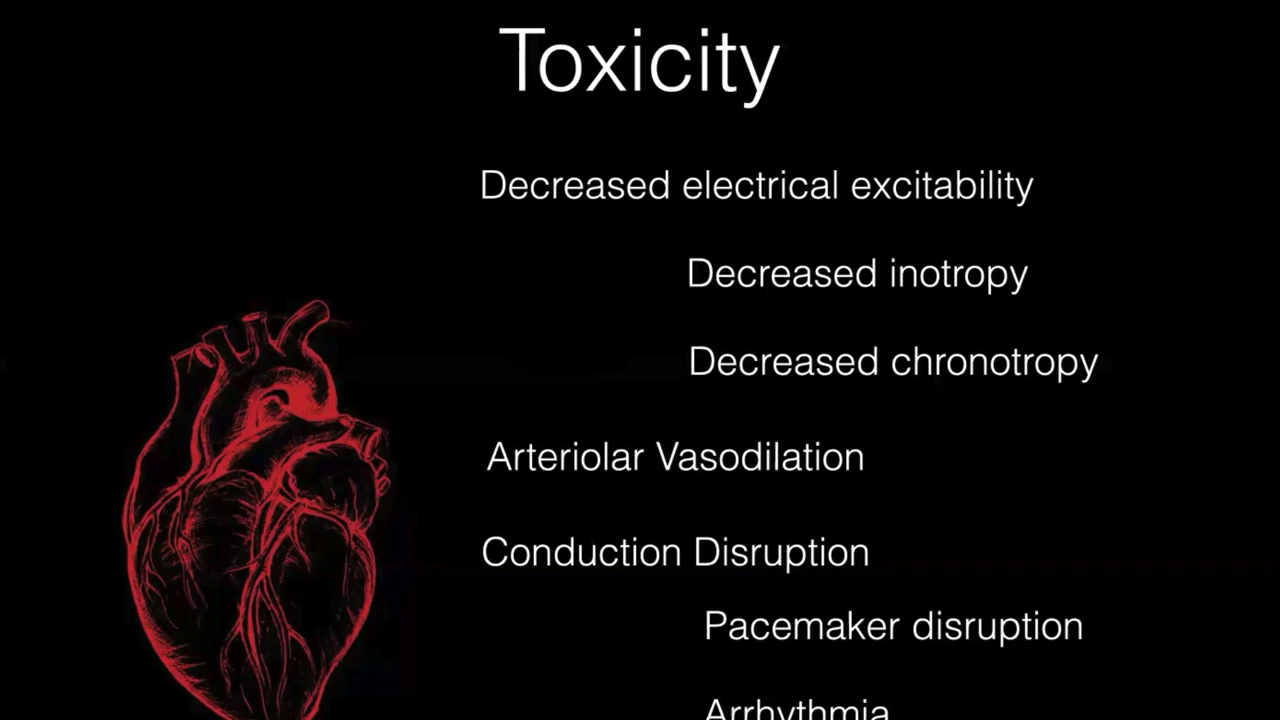 Toxicity
Decreased electrical excitability
Decreased inotropy
Decreased chronotropy
Arteriolar Vasodilation
Conduction Disruption
Pacemaker disruption
Arrhythmia